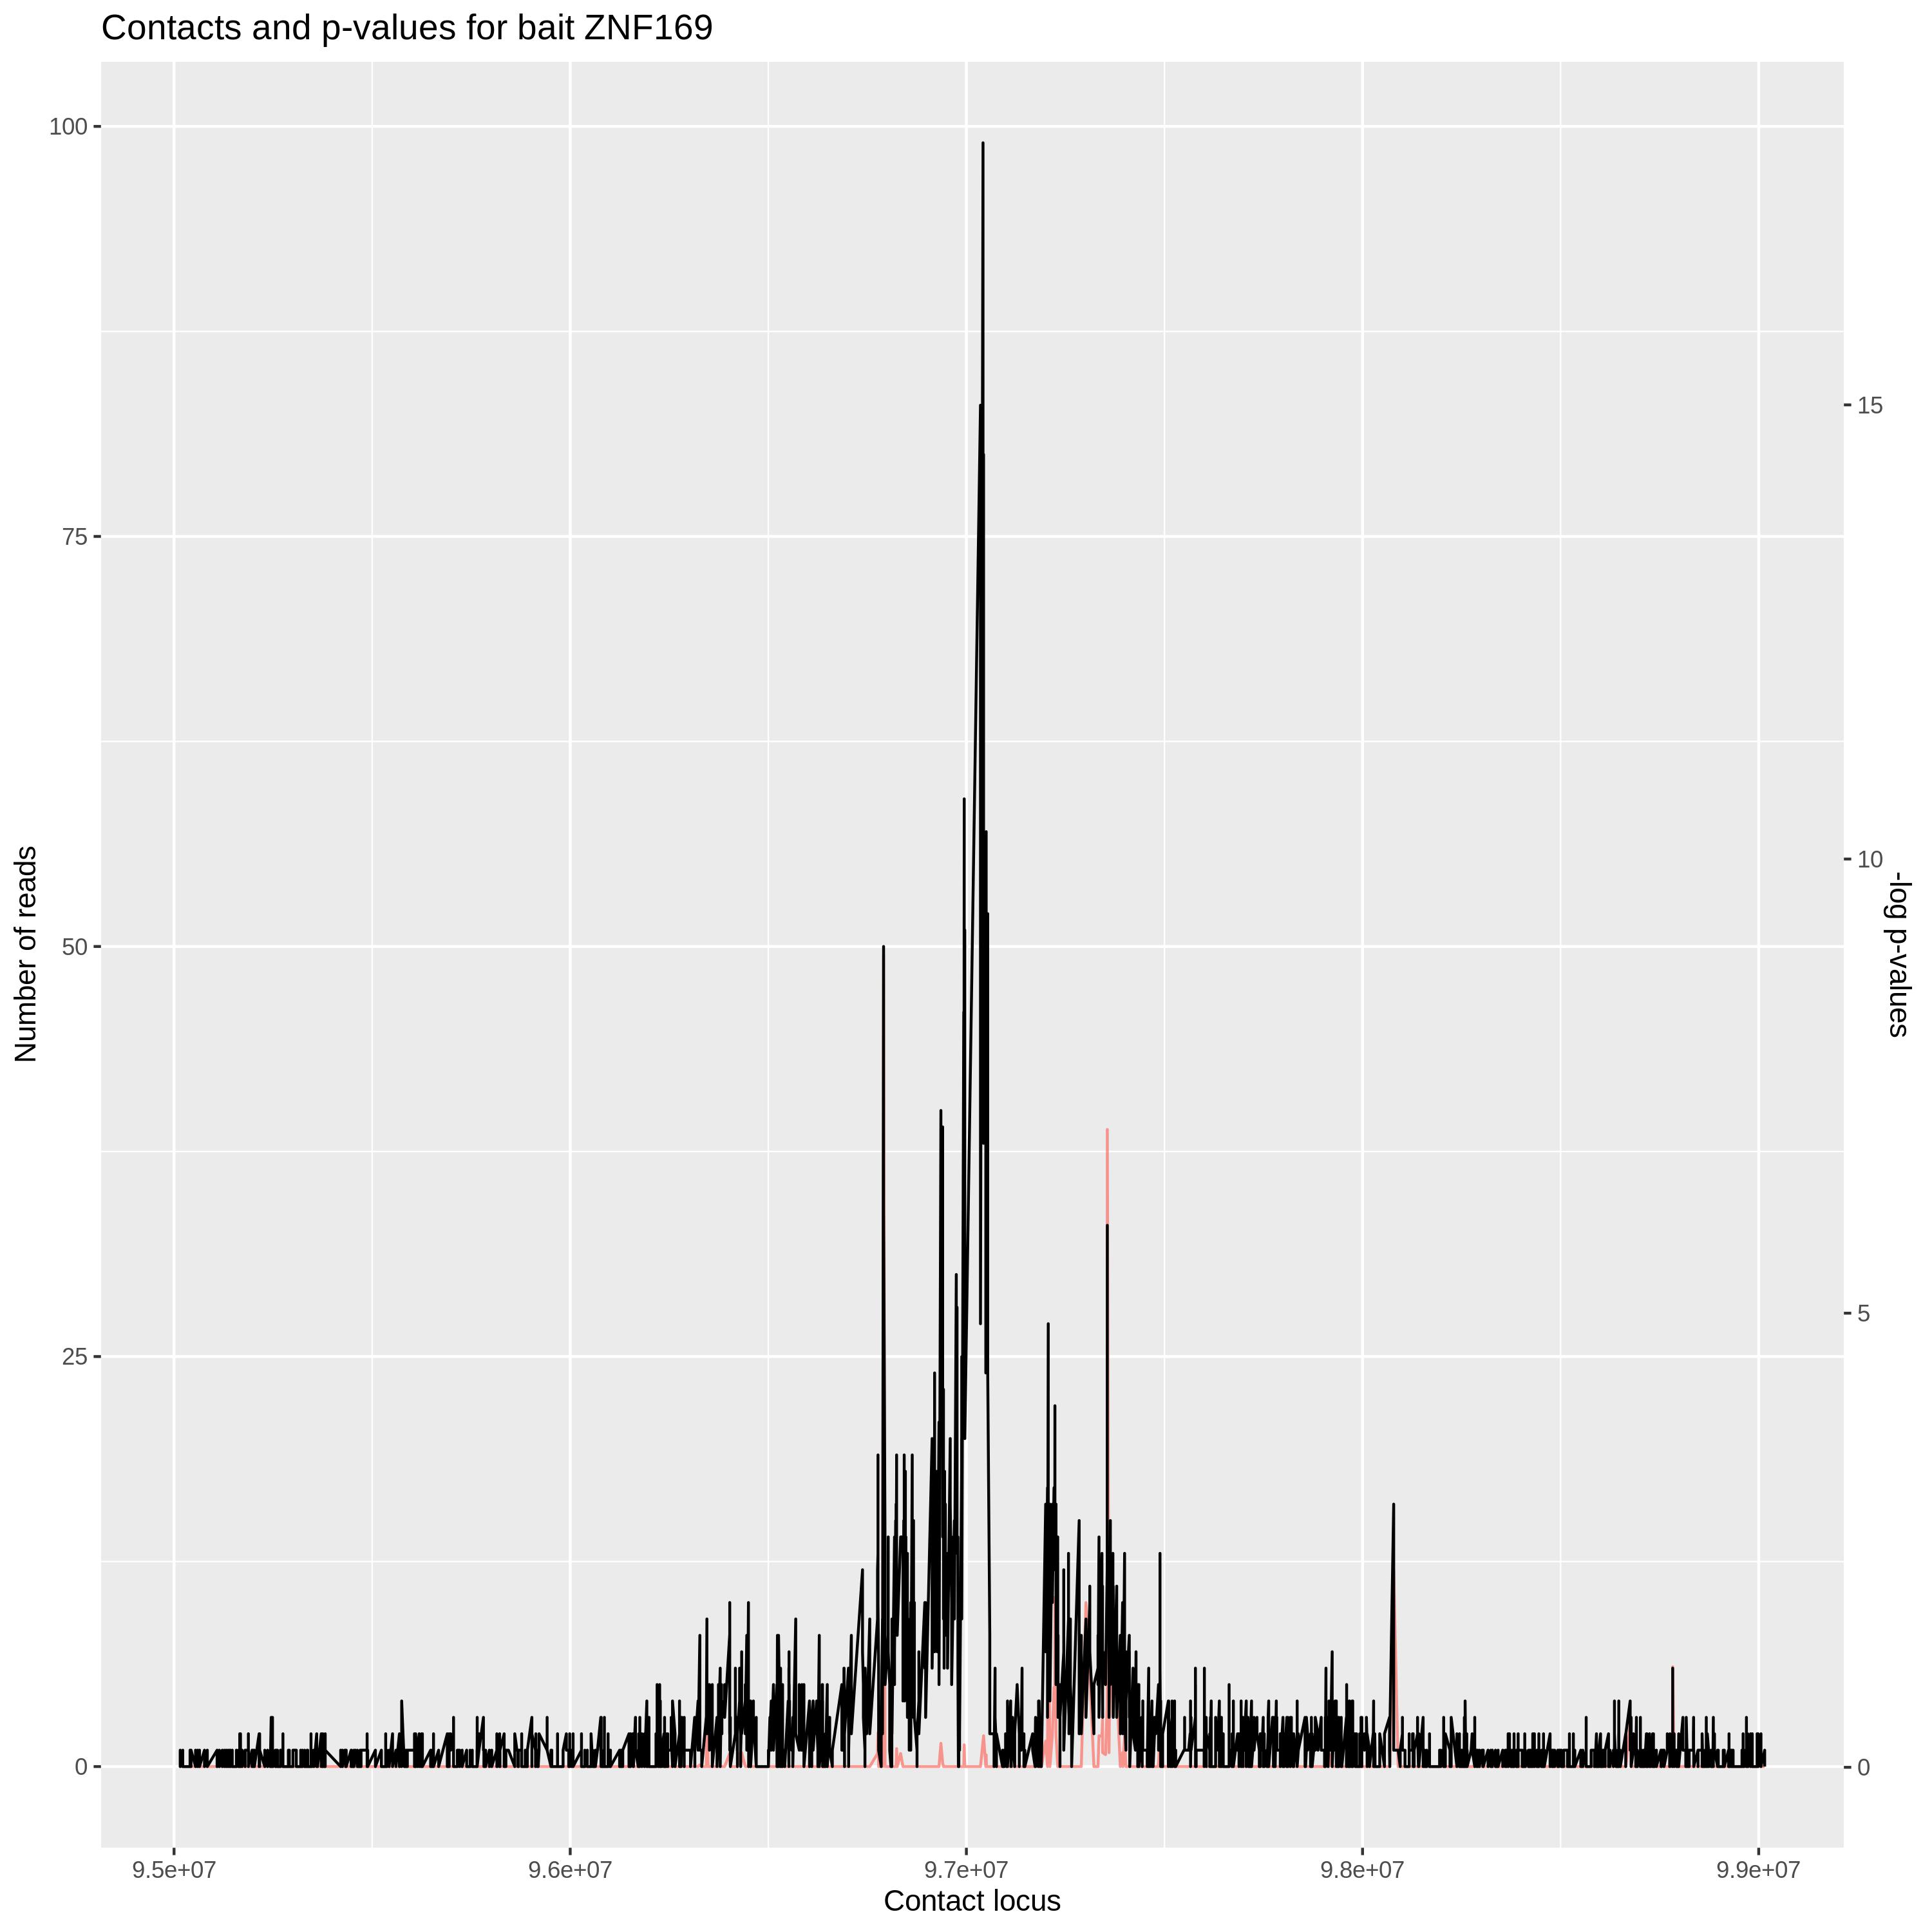 Contacts and p-values for bait ZNF169
100
75
50
25
0
Number of reads
15
10
5
0
-log p-values
9.5e+07
9.6e+07
9.7e+07
9.8e+07
9.9e+07
Contact locus